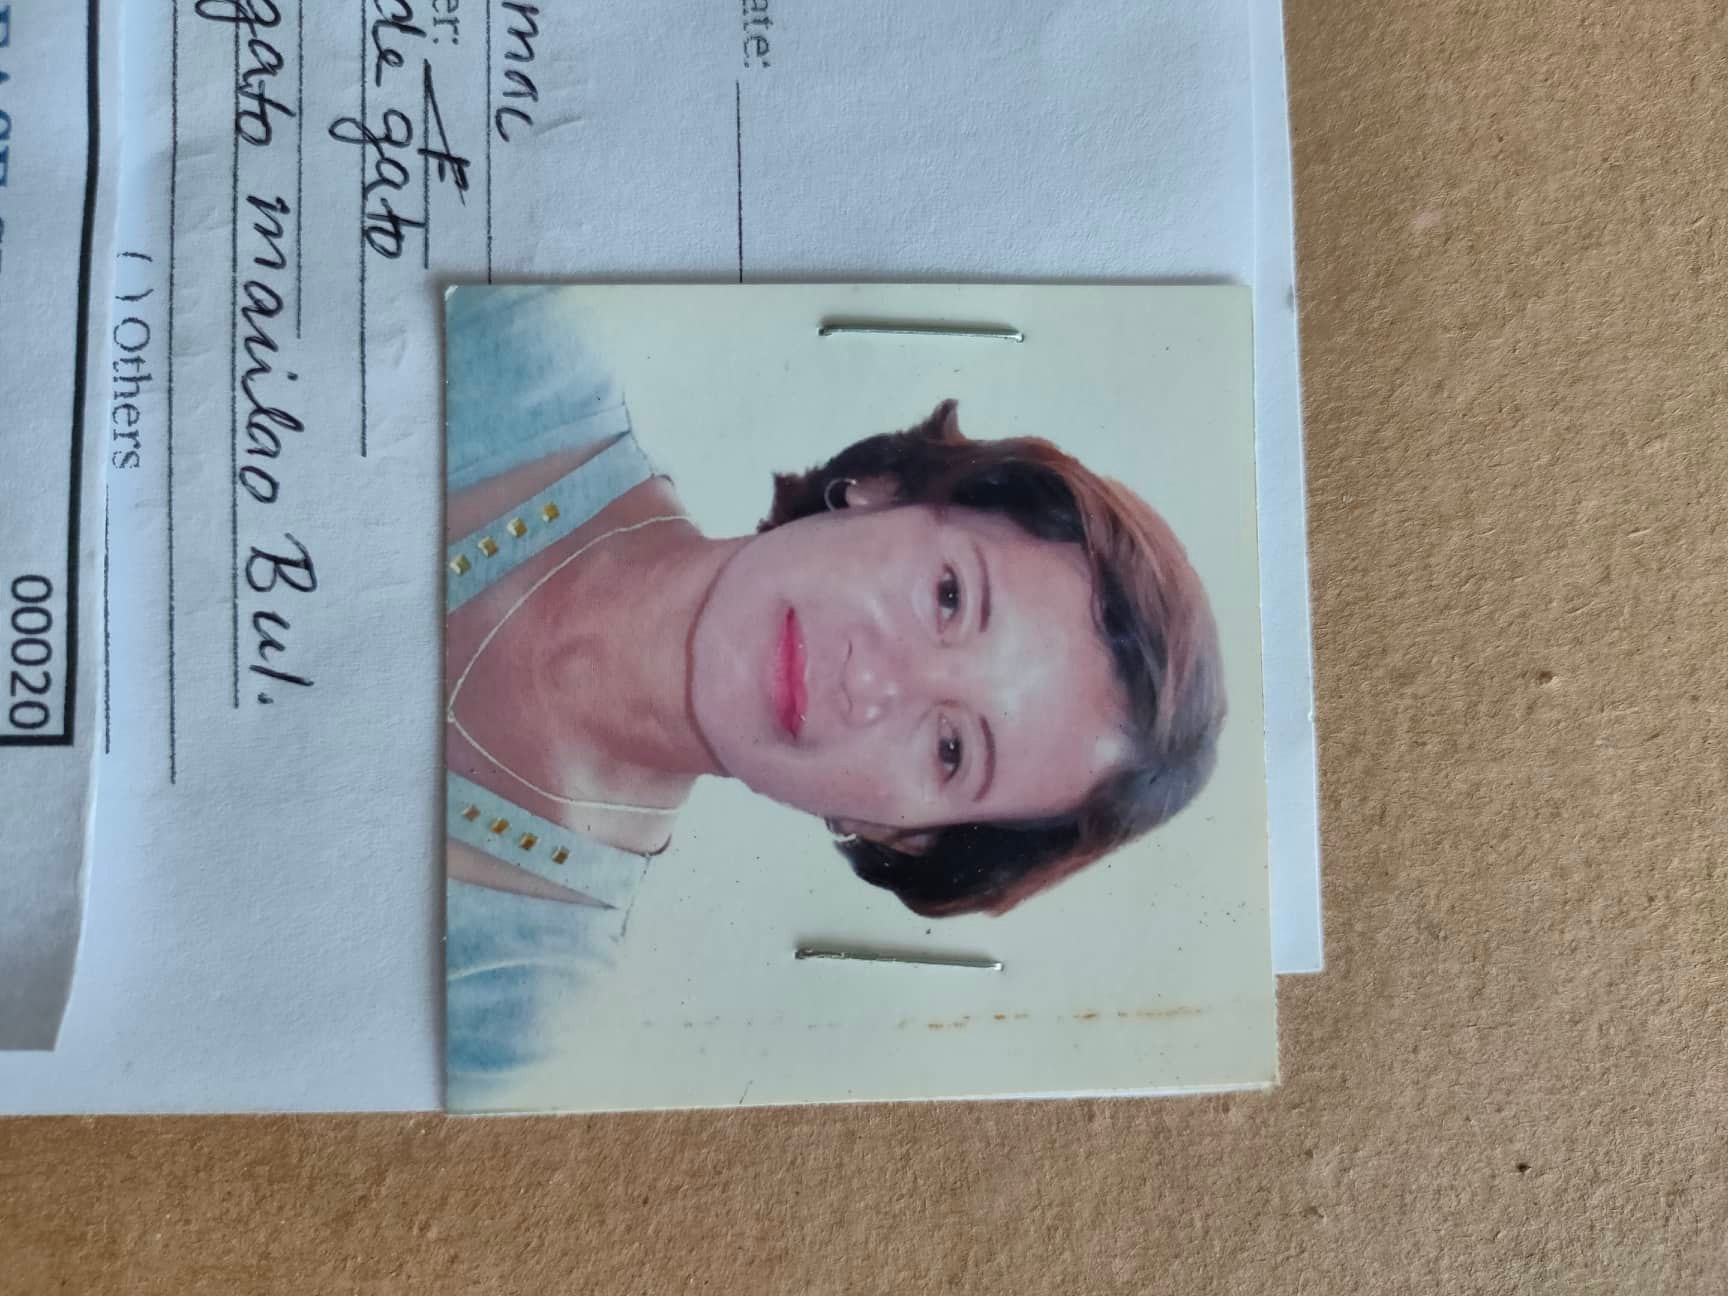 ate:
mac
er: F
de gato
gato marilao Bul.
( ) Others
00020